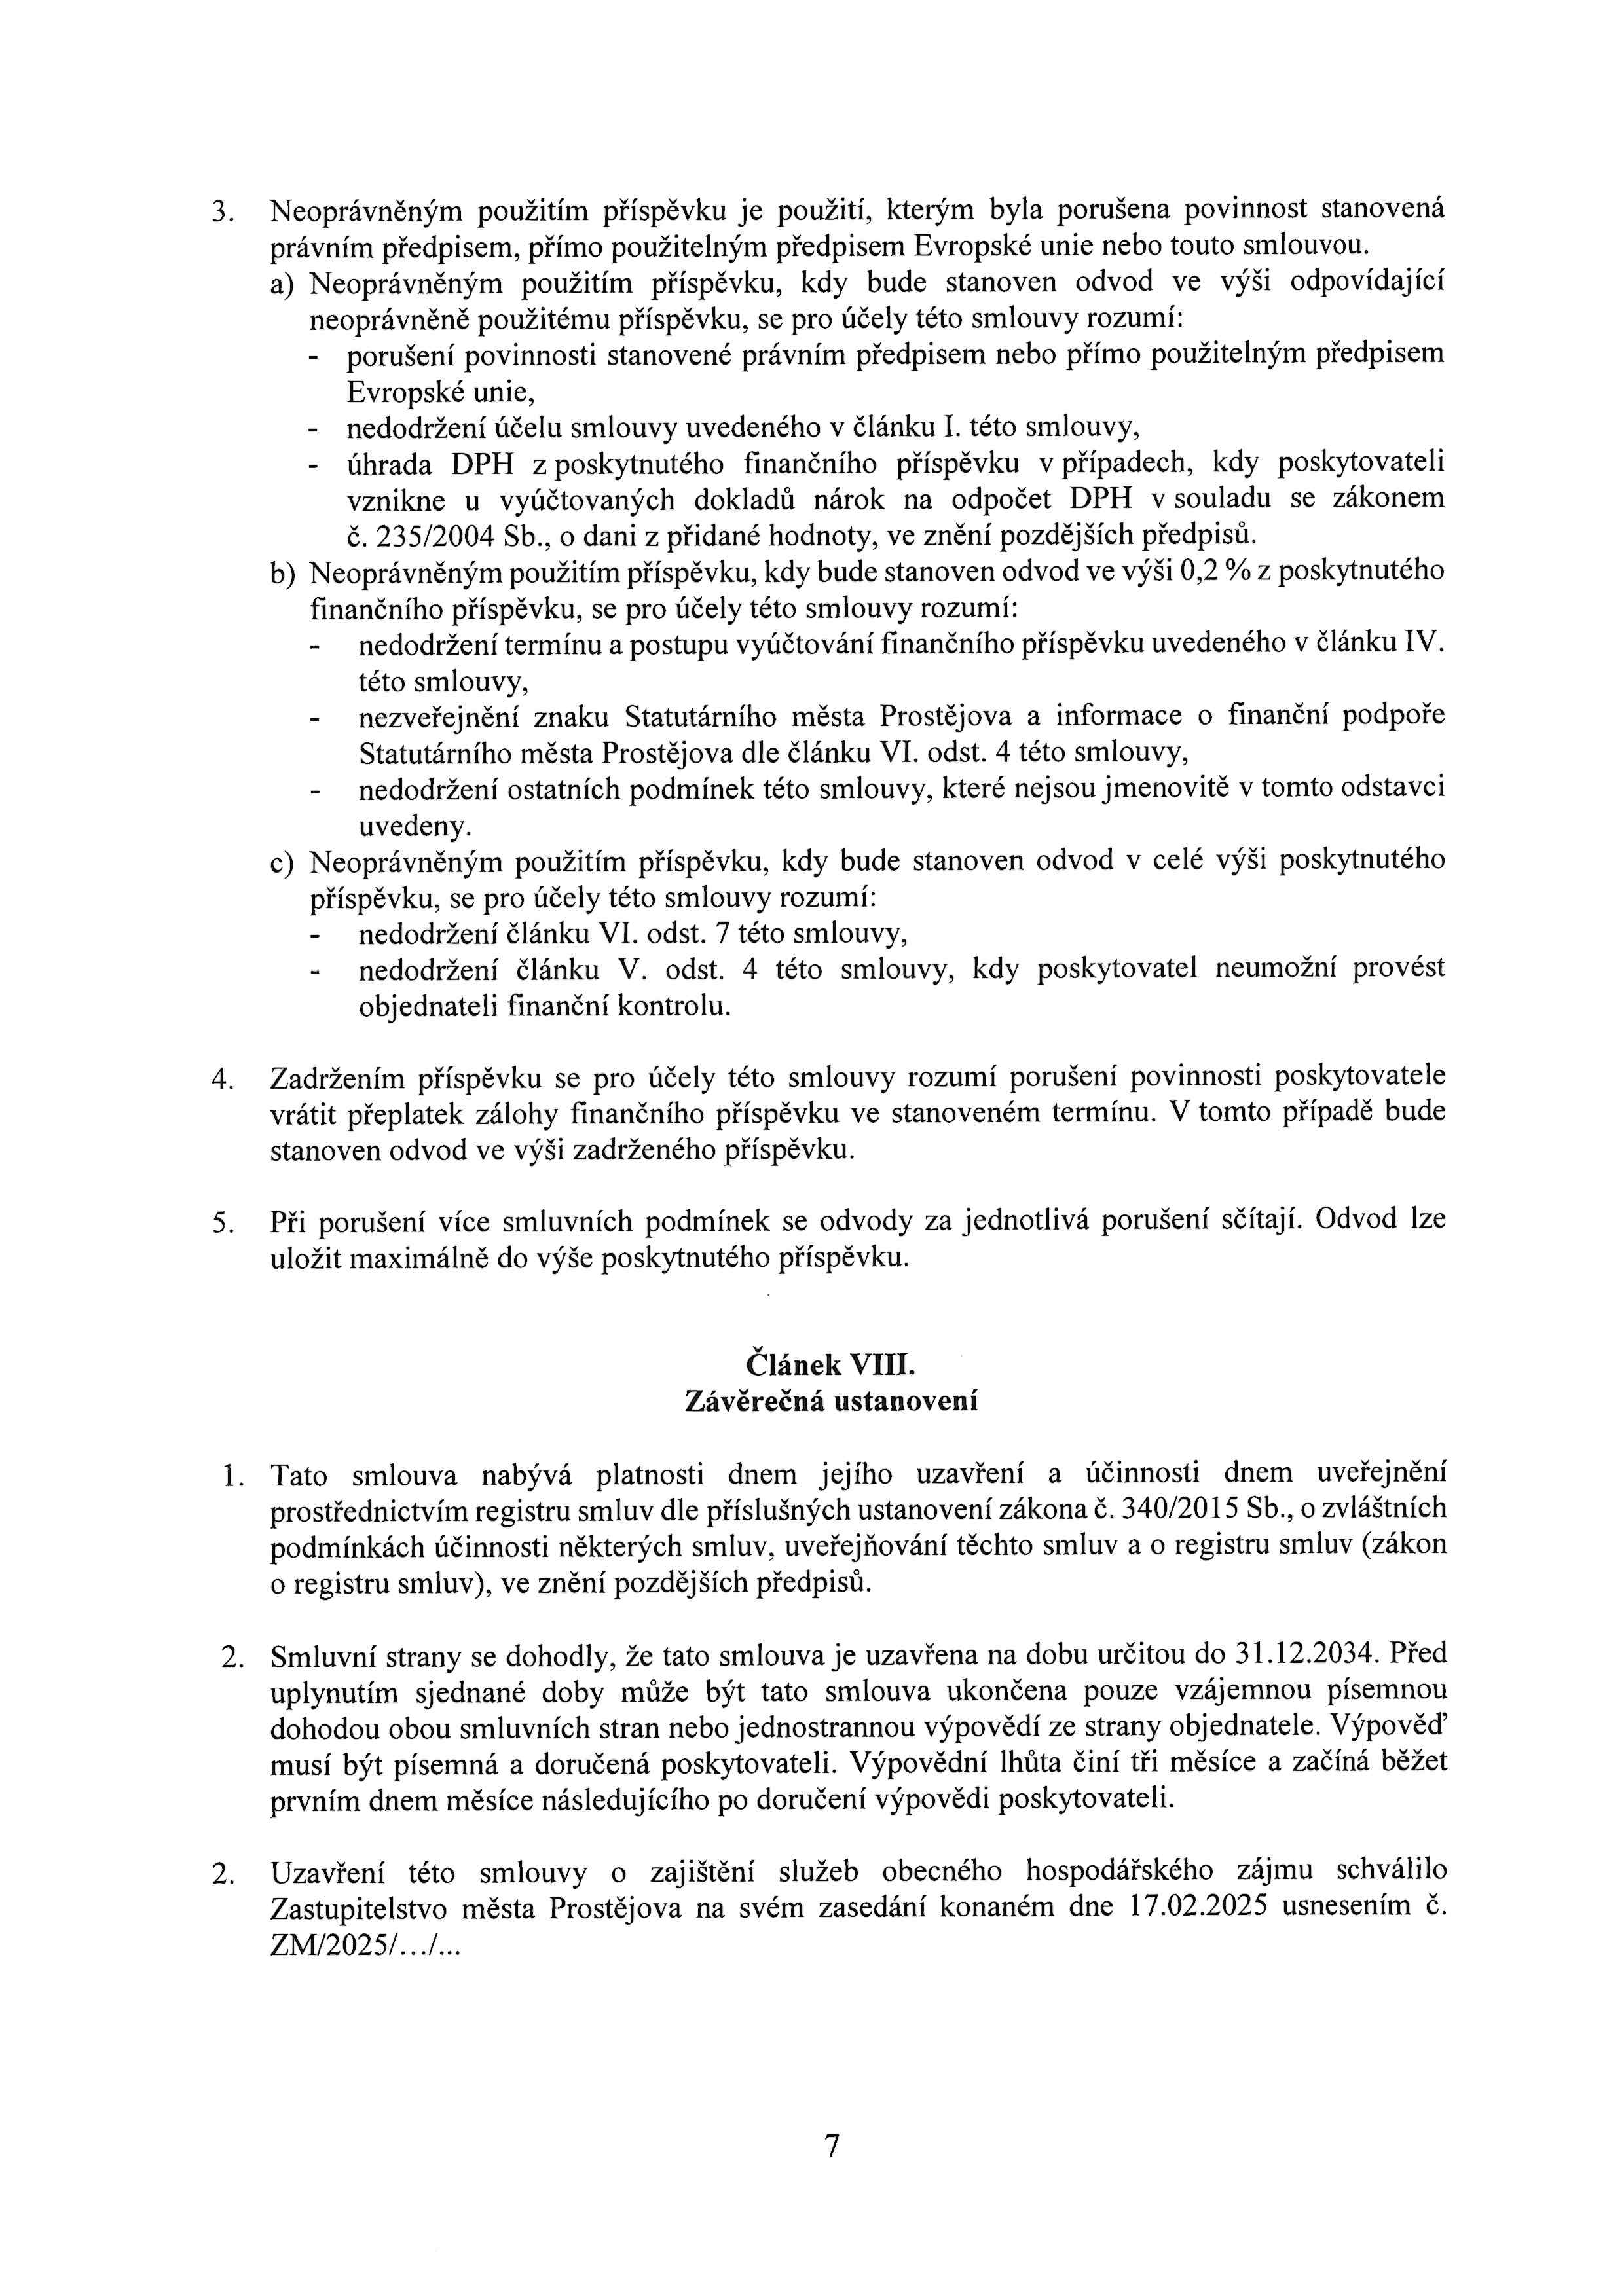 3. Neoprávněným použitím příspěvku je použití, kterým byla porušena povinnost stanovená
právním předpisem, přímo použitelným předpisem Evropské unie nebo touto smlouvou.
a) Neoprávněným použitím příspěvku, kdy bude stanoven odvod ve výši odpovídající
neoprávněně použitému příspěvku, se pro účely této smlouvy rozumí:
- porušení povinnosti stanovené právním předpisem nebo přímo použitelným předpisem
Evropské unie,
- nedodržení účelu smlouvy uvedeného v článku I. této smlouvy,
- úhrada DPH z poskytnutého finančního příspěvku v případech, kdy poskytovateli
vznikne u vyúčtovaných dokladů nárok na odpočet DPH v souladu se zákonem
č. 235/2004 Sb., o dani z přidané hodnoty, ve znění pozdějších předpisů.
b) Neoprávněným použitím příspěvku, kdy bude stanoven odvod ve výši 0,2 % z poskytnutého
finančního příspěvku, se pro účely této smlouvy rozumí:
- nedodržení termínu a postupu vyúčtování finančního příspěvku uvedeného v článku IV.
této smlouvy,
- nezveřejnění znaku Statutárního města Prostějova a informace o finanční podpoře
Statutárního města Prostějova dle článku VI. odst. 4 této smlouvy,
- nedodržení ostatních podmínek této smlouvy, které nejsou jmenovitě v tomto odstavci
uvedeny.
c) Neoprávněným použitím příspěvku, kdy bude stanoven odvod v celé výši poskytnutého
příspěvku, se pro účely této smlouvy rozumí:
- nedodržení článku VI. odst. 7 této smlouvy,
- nedodržení článku V. odst. 4 této smlouvy, kdy poskytovatel neumožní provést
objednateli finanční kontrolu.
4. Zadržením příspěvku se pro účely této smlouvy rozumí porušení povinnosti poskytovatele
vrátit přeplatek zálohy finančního příspěvku ve stanoveném termínu. V tomto případě bude
stanoven odvod ve výši zadrženého příspěvku.
5. Při porušení více smluvních podmínek se odvody za jednotlivá porušení sčítají. Odvod lze
uložit maximálně do výše poskytnutého příspěvku.
Článek VIII.
Závěrečná ustanovení
1. Tato smlouva nabývá platnosti dnem jejího uzavření a účinnosti dnem uveřejnění
prostřednictvím registru smluv dle příslušných ustanovení zákona č. 340/2015 Sb., o zvláštních
podmínkách účinnosti některých smluv, uveřejňování těchto smluv a o registru smluv (zákon
o registru smluv), ve znění pozdějších předpisů.
2. Smluvní strany se dohodly, že tato smlouva je uzavřena na dobu určitou do 31.12.2034. Před
uplynutím sjednané doby může být tato smlouva ukončena pouze vzájemnou písemnou
dohodou obou smluvních stran nebo jednostrannou výpovědí ze strany objednatele. Výpověď
musí být písemná a doručená poskytovateli. Výpovědní lhůta činí tři měsíce a začíná běžet
prvním dnem měsíce následujícího po doručení výpovědi poskytovateli.
2. Uzavření této smlouvy o zajištění služeb obecného hospodářského zájmu schválilo
Zastupitelstvo města Prostějova na svém zasedání konaném dne 17.02.2025 usnesením č.
ZM/2025/.../...
7